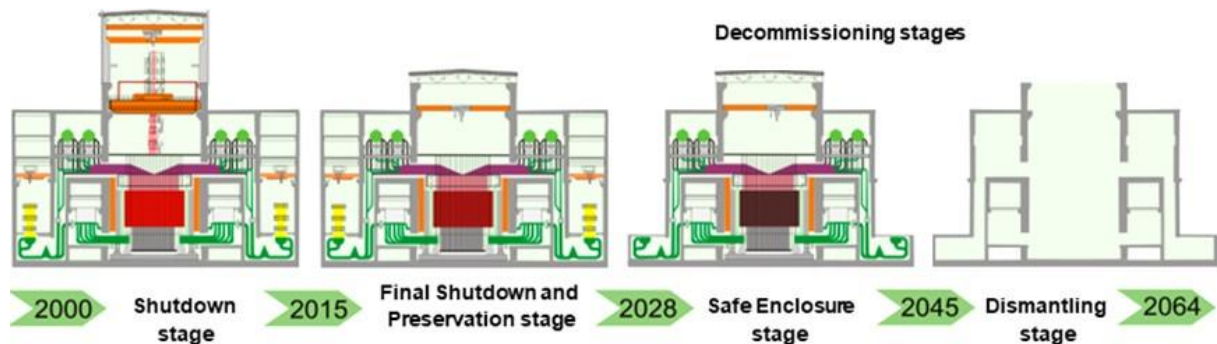 Decommissioning stages
2000
Shutdown
stage
2015
Final Shutdown and
Preservation stage
2028
Safe Enclosure
stage
2045
Dismantling
stage
2064